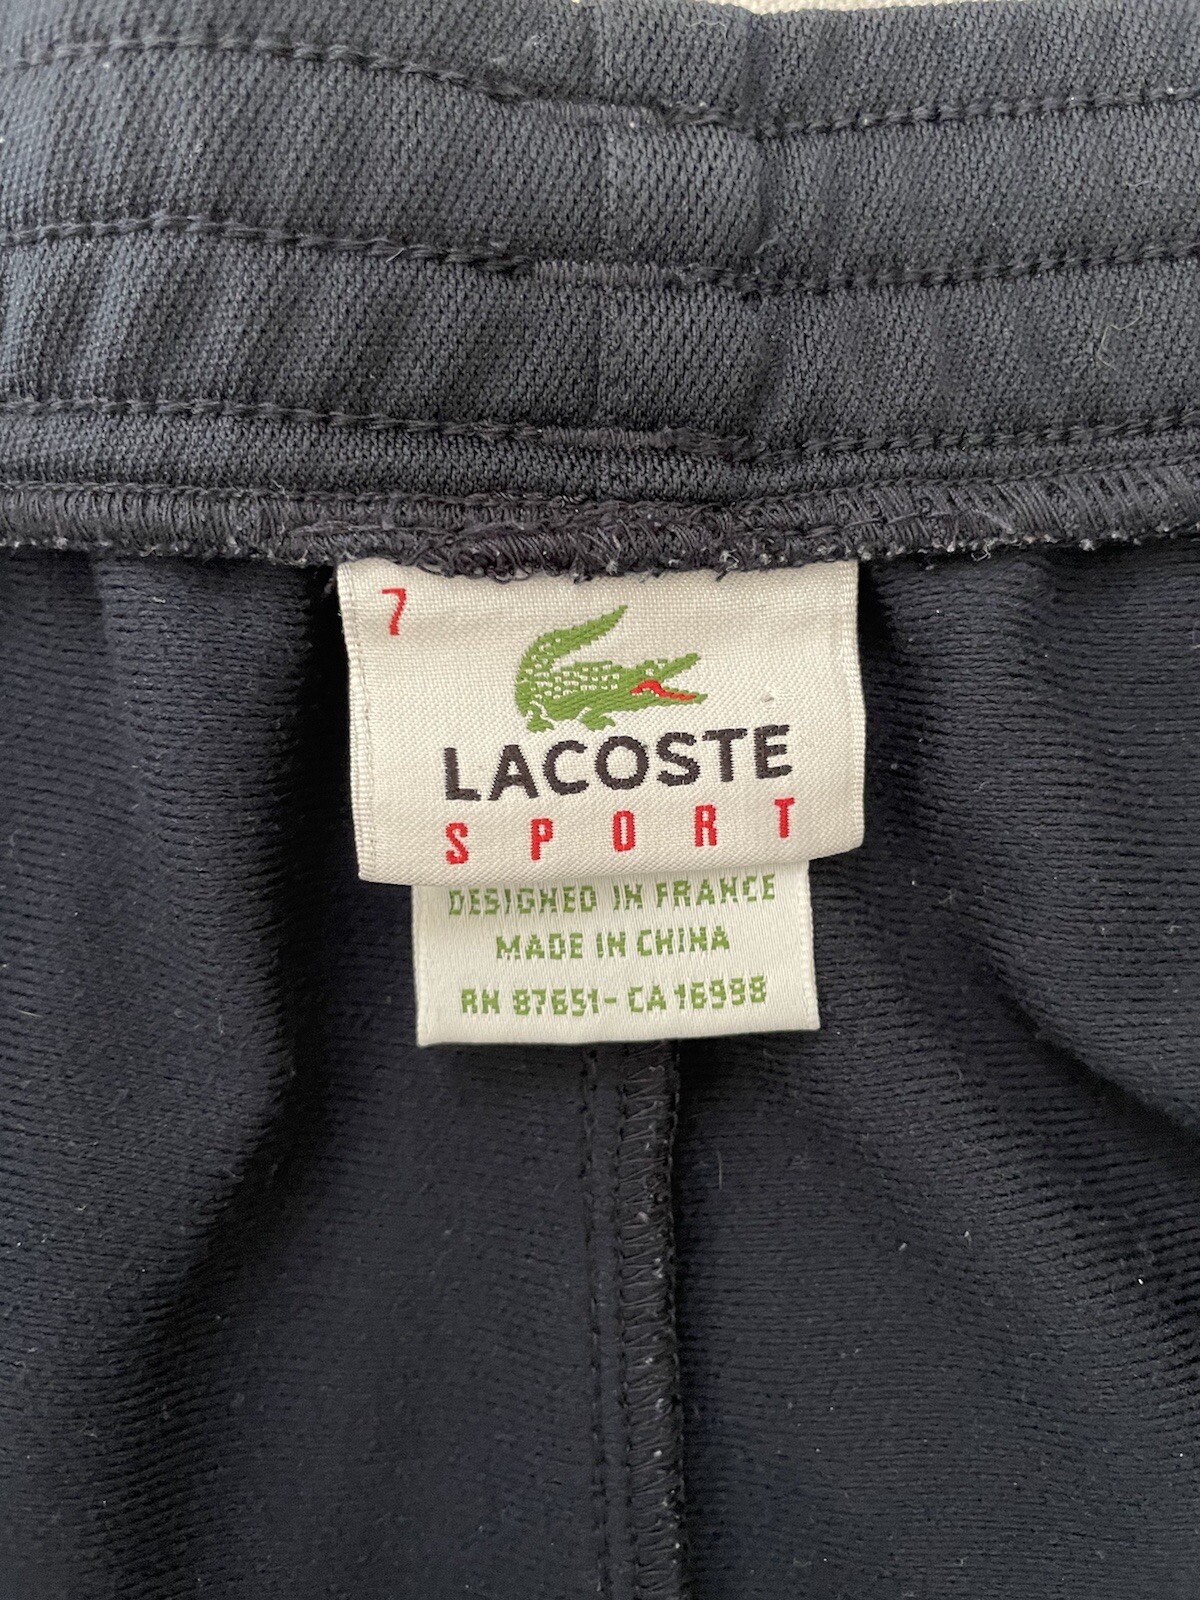 7
LACOSTE
SPORT
DESIGNED IN FRANCE
MADE IN CHINA
RN 87651- CA 16998